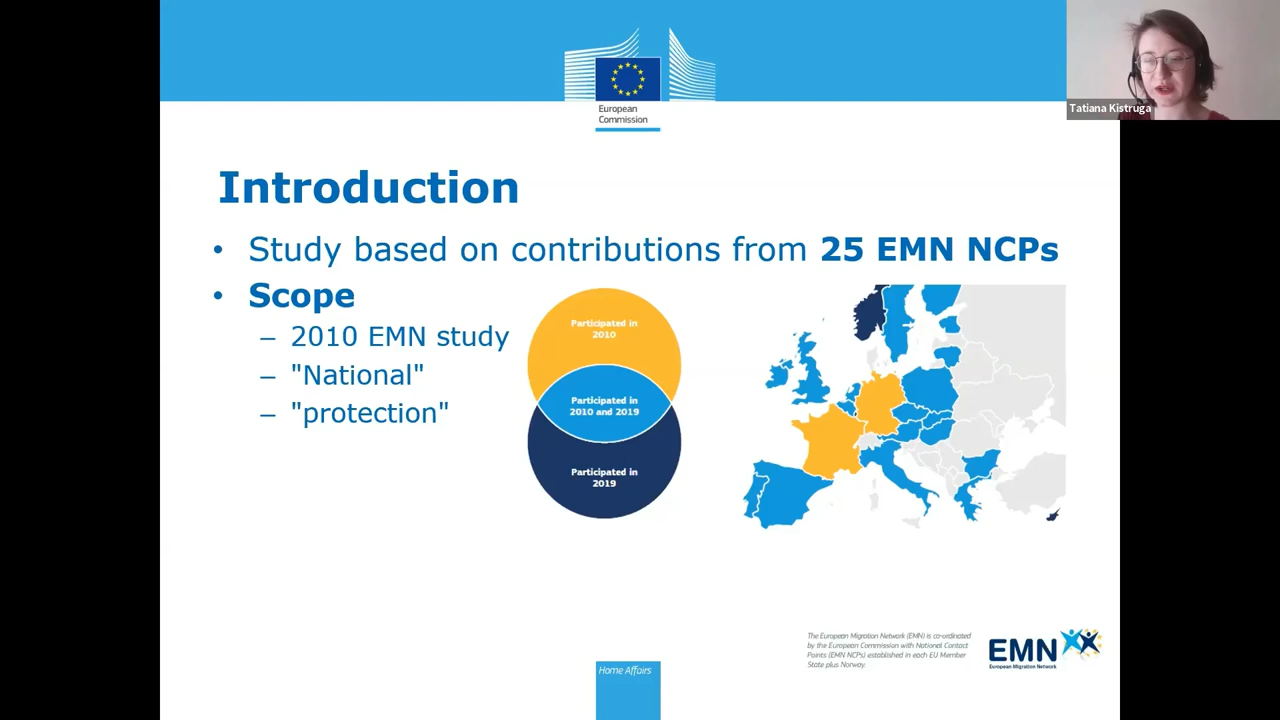 European
Commission
Tatiana Kistruga
Introduction
• Study based on contributions from 25 EMN NCPs
• Scope
– 2010 EMN study
– "National"
– "protection"
Participated in
2010
Participated in
2010 and 2019
Participated in
2019
The European Migration Network (EMN) is co-ordinated
by the European Commission with National Contact
Points (EMN NCPs) established in each EU Member
State plus Norway.
EMN
European Migration Network
Home Affairs